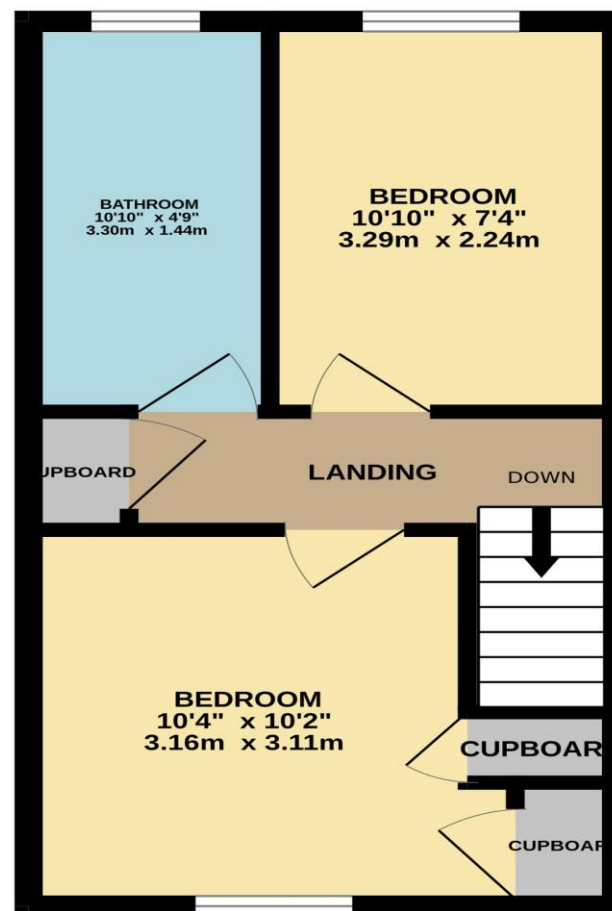 BATHROOM
10'10" x 4'9"
3.30m x 1.44m
BEDROOM
10'10" x 7'4"
3.29m x 2.24m
UPBOARD
LANDING
DOWN
BEDROOM
10'4" x 10'2"
3.16m x 3.11m
CUPBOAR
CUPBOAR